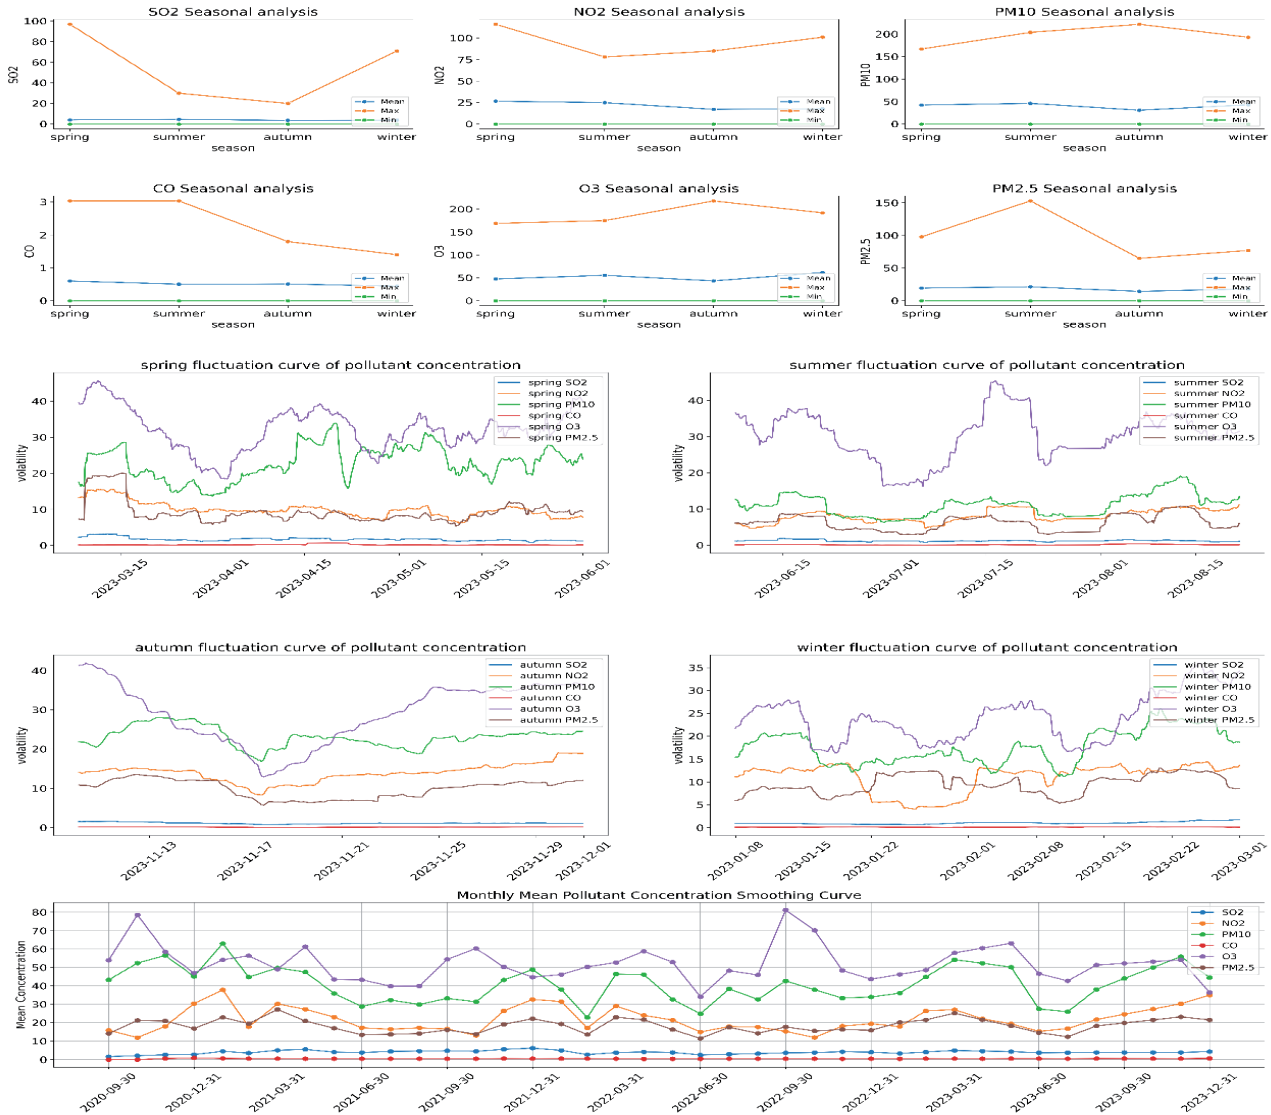 SO2 Seasonal analysis
100
80
60
40
20
0
SO2
spring summer autumn winter
season
Mean
Max
Min
NO2 Seasonal analysis
100
75
50
25
0
NO2
spring summer autumn winter
season
Mean
Max
Min
PM10 Seasonal analysis
200
150
100
50
0
PM10
spring summer autumn winter
season
Mean
Max
Min
CO Seasonal analysis
3
2
1
0
CO
spring summer autumn winter
season
Mean
Max
Min
O3 Seasonal analysis
200
150
100
50
0
O3
spring summer autumn winter
season
Mean
Max
Min
PM2.5 Seasonal analysis
150
100
50
0
PM2.5
spring summer autumn winter
season
Mean
Max
Min
spring fluctuation curve of pollutant concentration
40
30
20
10
0
volatility
spring SO2
spring NO2
spring PM10
spring CO
spring O3
spring PM2.5
2023-03-15 2023-04-01 2023-04-15 2023-05-01 2023-05-15 2023-06-01
summer fluctuation curve of pollutant concentration
40
30
20
10
0
volatility
summer SO2
summer NO2
summer PM10
summer CO
summer O3
summer PM2.5
2023-06-15 2023-07-01 2023-07-15 2023-08-01 2023-08-15
autumn fluctuation curve of pollutant concentration
40
30
20
10
0
volatility
autumn SO2
autumn NO2
autumn PM10
autumn CO
autumn O3
autumn PM2.5
2023-11-13 2023-11-17 2023-11-21 2023-11-25 2023-11-29 2023-12-01
winter fluctuation curve of pollutant concentration
35
30
25
20
15
10
5
0
volatility
winter SO2
winter NO2
winter PM10
winter CO
winter O3
winter PM2.5
2023-01-08 2023-01-15 2023-01-22 2023-02-01 2023-02-08 2023-02-15 2023-02-22 2023-03-01
Monthly Mean Pollutant Concentration Smoothing Curve
80
70
60
50
40
30
20
10
0
Mean Concentration
SO2
NO2
PM10
CO
O3
PM2.5
2020-09-30 2020-12-31 2021-03-31 2021-06-30 2021-09-30 2021-12-31 2022-03-31 2022-06-30 2022-09-30 2022-12-31 2023-03-31 2023-06-30 2023-09-30 2023-12-31